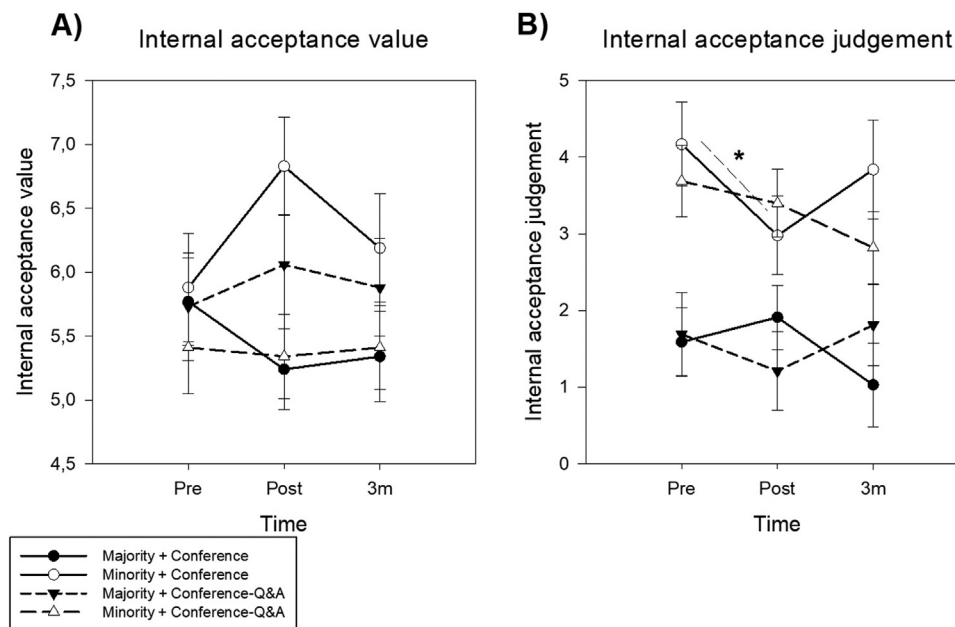 A)
Internal acceptance value
Internal acceptance value
7,5
7,0
6,5
6,0
5,5
5,0
4,5
Pre Post 3m
Time
B)
Internal acceptance judgement
Internal acceptance judgement
5
4
3
2
1
0
*
Pre Post 3m
Time
Majority + Conference
Minority + Conference
Majority + Conference-Q&A
Minority + Conference-Q&A